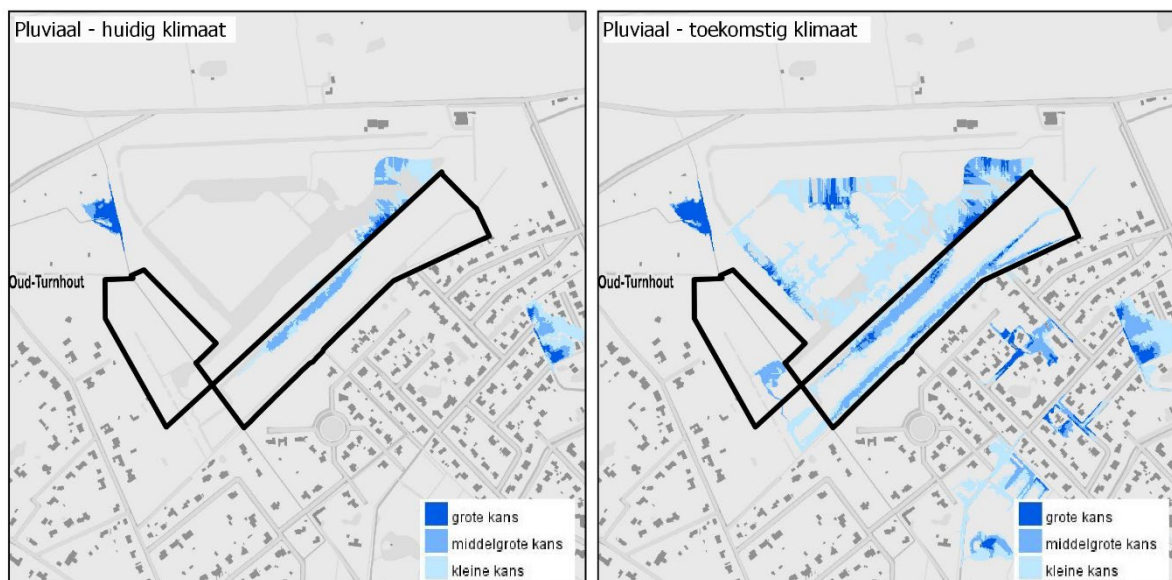 Pluviaal - huidig klimaat
Oud-Turnhout
grote kans
middelgrote kans
kleine kans
Pluviaal - toekomstig klimaat
Oud-Turnhout
grote kans
middelgrote kans
kleine kans